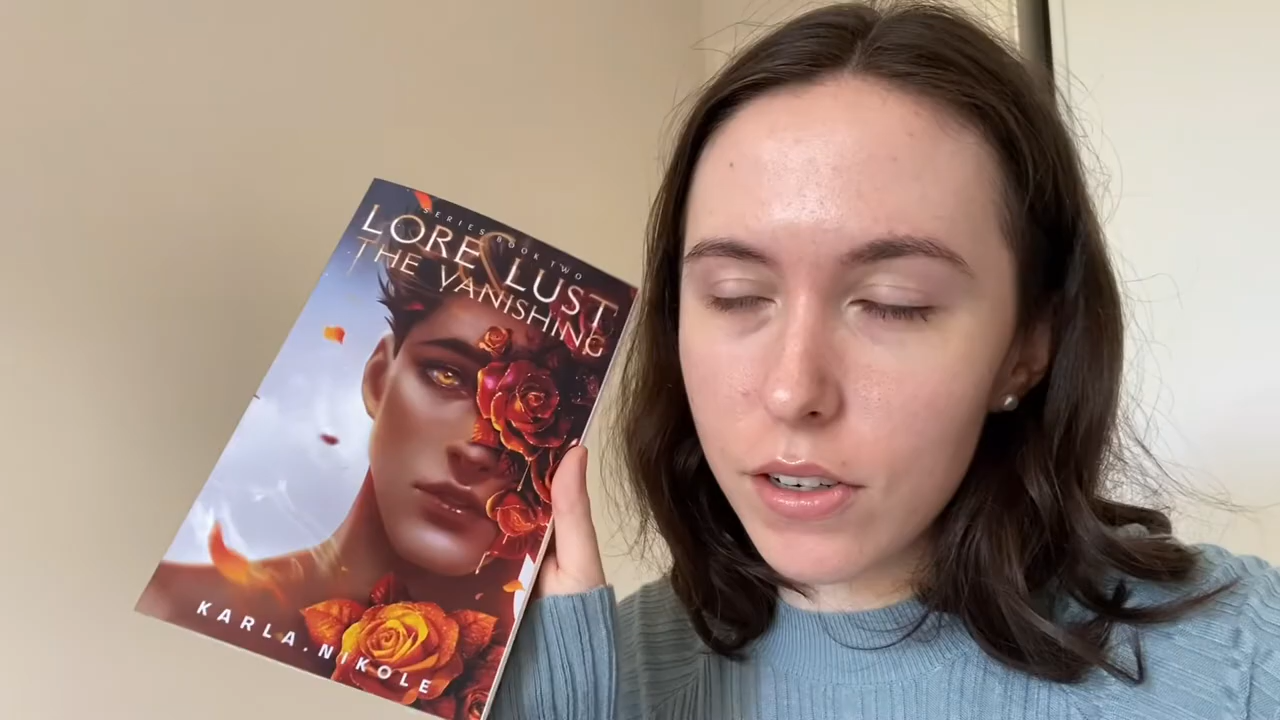 SERIES BOOK TWO
LORE & LUST
THE VANISHING
KARLA.NIKOLE